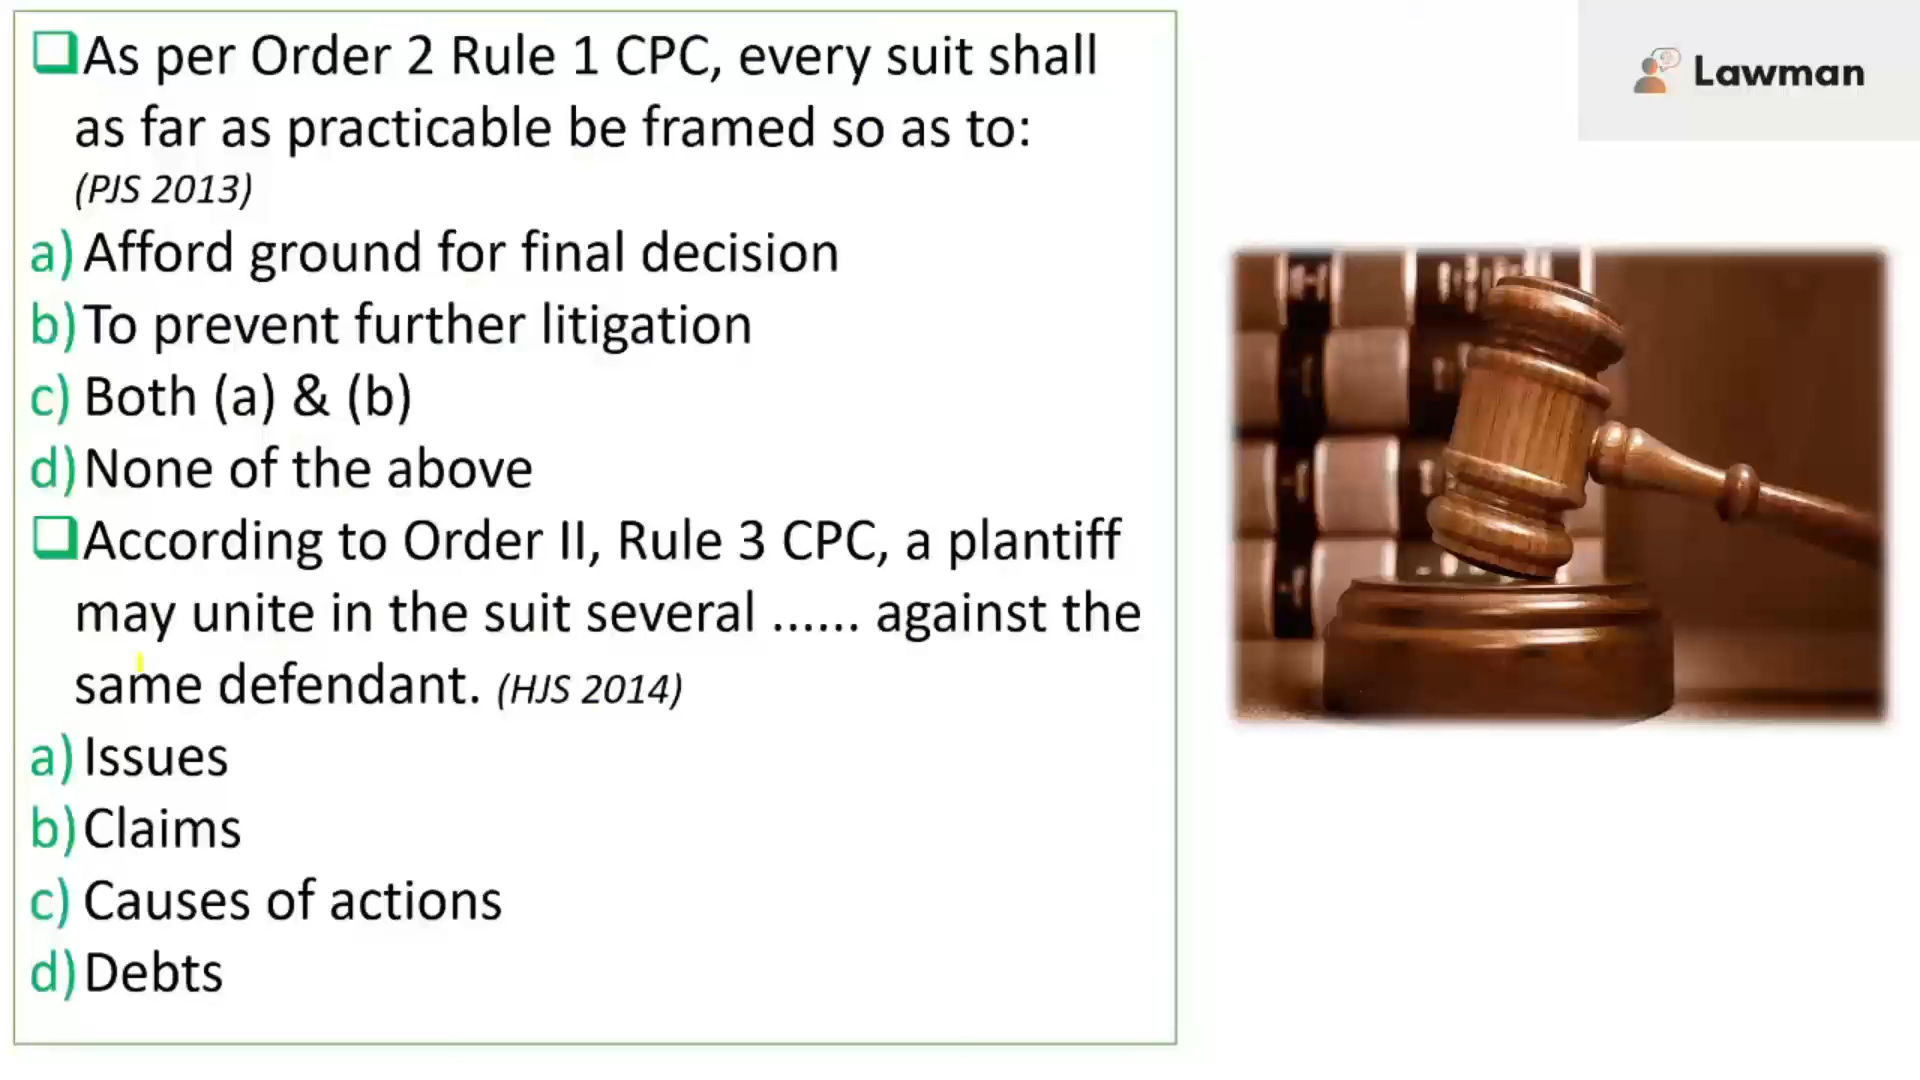 As per Order 2 Rule 1 CPC, every suit shall
as far as practicable be framed so as to:
(PJS 2013)
a) Afford ground for final decision
b) To prevent further litigation
c) Both (a) & (b)
d) None of the above
According to Order II, Rule 3 CPC, a plantiff
may unite in the suit several ...... against the
same defendant. (HJS 2014)
a) Issues
b) Claims
c) Causes of actions
d) Debts
Lawman